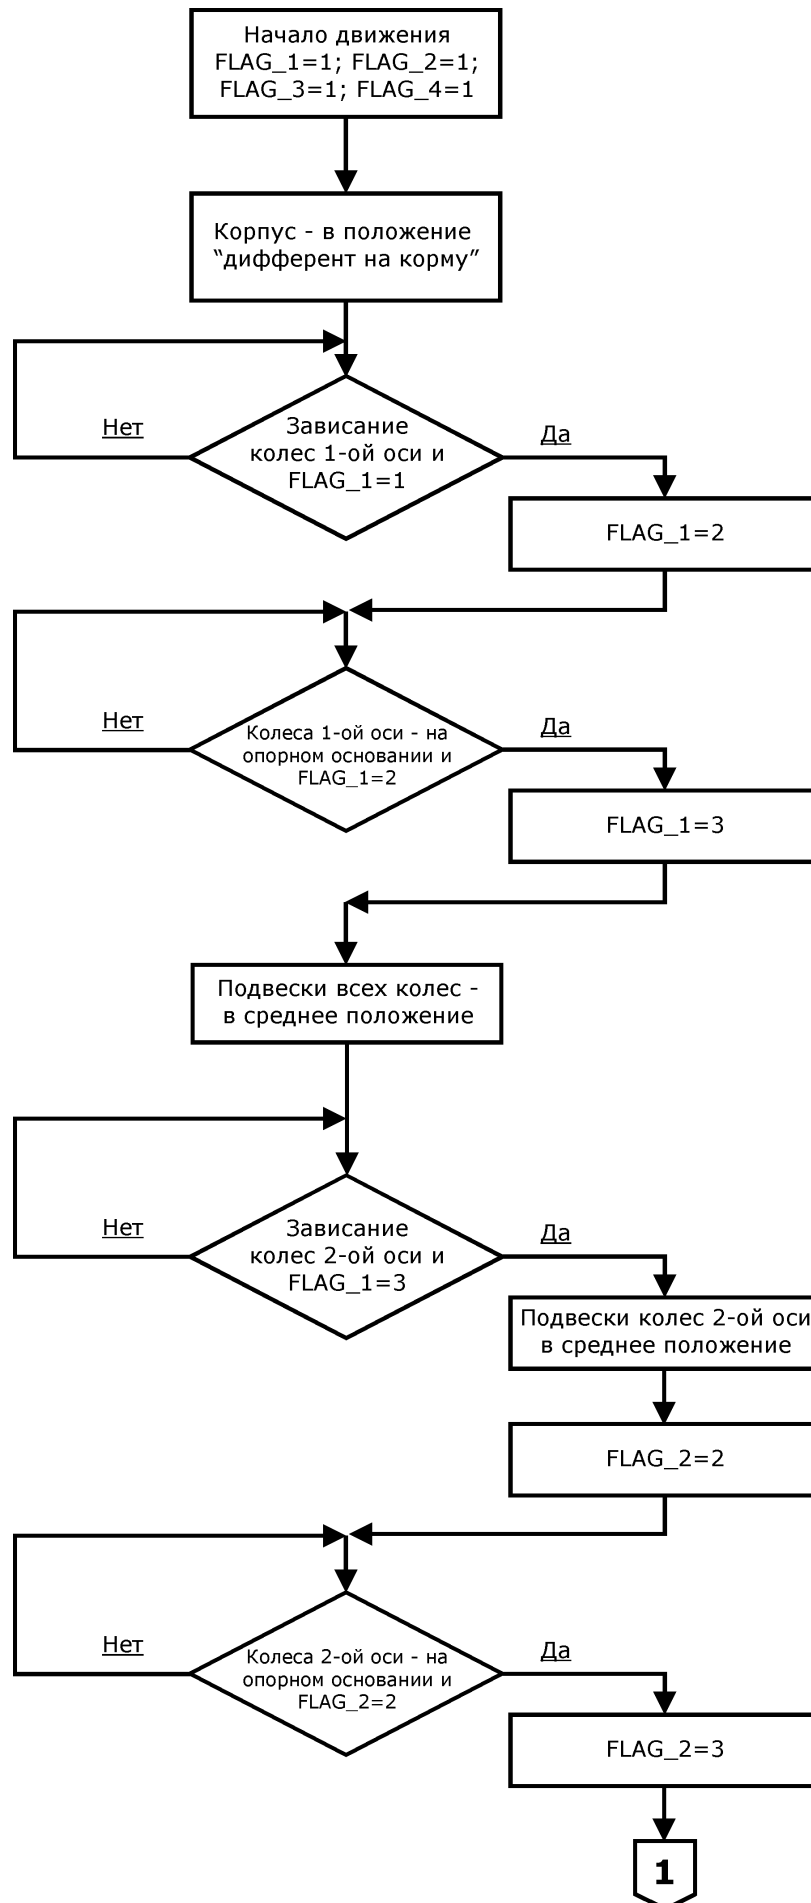 Начало движения
FLAG_1=1; FLAG_2=1;
FLAG_3=1; FLAG_4=1
Корпус - в положение
“дифферент на корму”
Зависание
колес 1-ой оси и
FLAG_1=1
Нет
Да
FLAG_1=2
Колеса 1-ой оси - на
опорном основании и
FLAG_1=2
Нет
Да
FLAG_1=3
Подвески всех колес -
в среднее положение
Зависание
колес 2-ой оси и
FLAG_1=3
Нет
Да
Подвески колес 2-ой оси
в среднее положение
FLAG_2=2
Колеса 2-ой оси - на
опорном основании и
FLAG_2=2
Нет
Да
FLAG_2=3
1